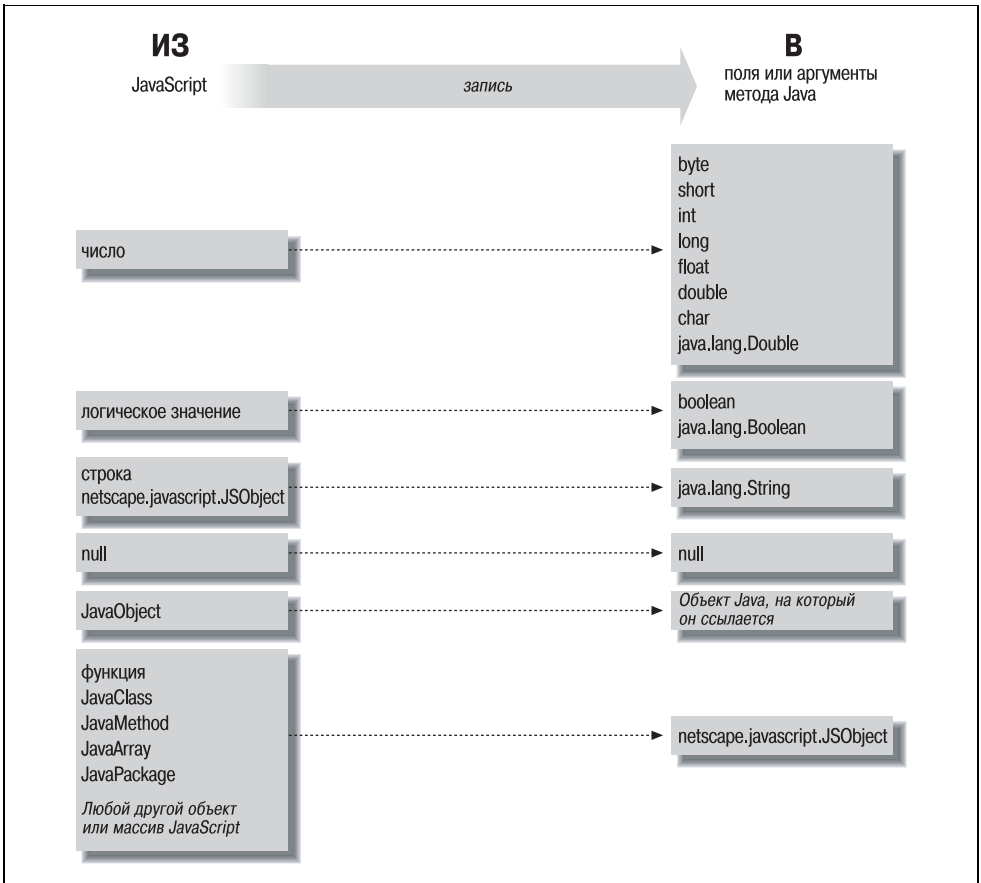 ИЗ
JavaScript
запись
В
поля или аргументы
метода Java
число
byte
short
int
long
float
double
char
java.lang.Double
логическое значение
boolean
java.lang.Boolean
строка
netscape.javascript.JSObject
java.lang.String
null
null
JavaObject
Объект Java, на который
он ссылается
функция
JavaClass
JavaMethod
JavaArray
JavaPackage
Любой другой объект
или массив JavaScript
netscape.javascript.JSObject